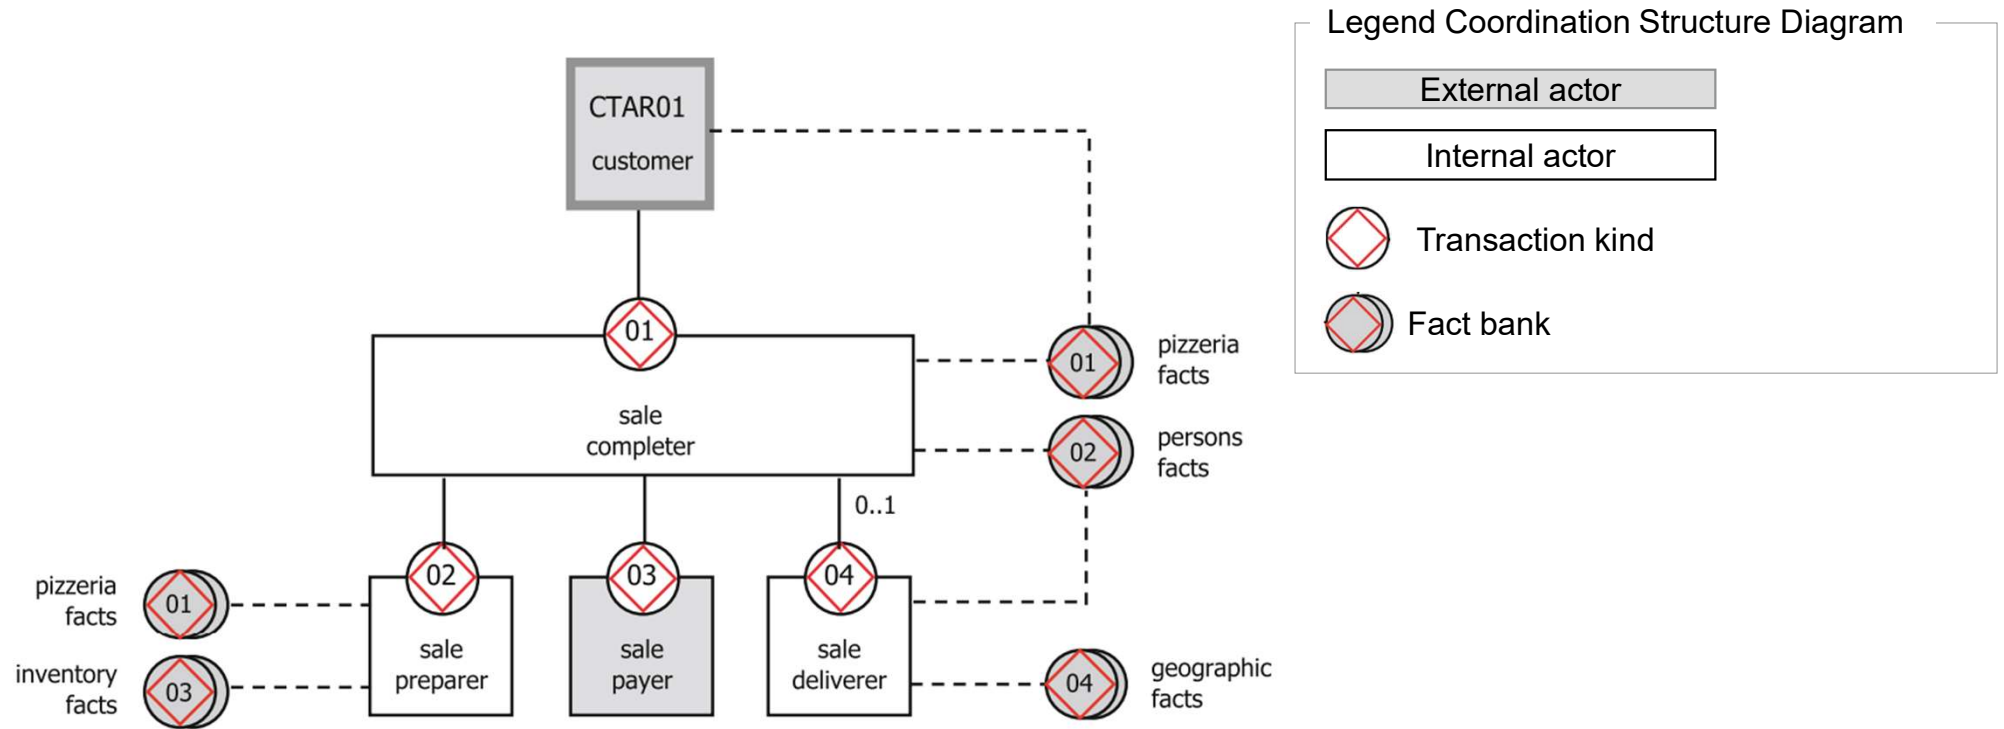 Legend Coordination Structure Diagram
External actor
Internal actor
Transaction kind
Fact bank
CTAR01
customer
01
sale
completer
01
pizzeria
facts
02
persons
facts
0..1
02
sale
preparer
03
sale
payer
04
sale
deliverer
pizzeria
facts
01
inventory
facts
03
04
geographic
facts